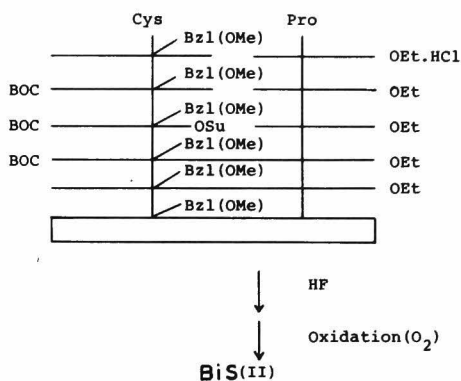 Cys Pro
Bzl(OMe)
OEt.HCl
Bzl(OMe)
BOC OEt
Bzl(OMe)
BOC OSu OEt
Bzl(OMe)
BOC OEt
Bzl(OMe)
OEt
Bzl(OMe)
HF
Oxidation(O₂)
BiS(II)